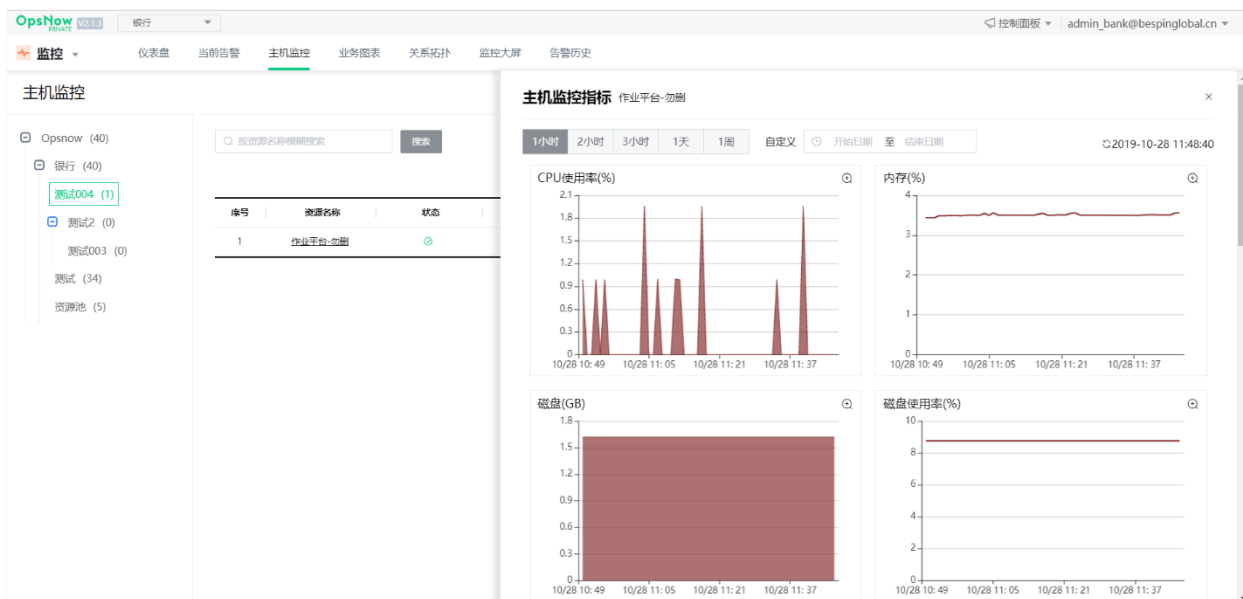 OpsNow V2.1.3 银行 控制面板 admin_bank@bespinglobal.cn
PRIVATE
监控 仪表盘 当前告警 主机监控 业务图表 关系拓扑 监控大屏 告警历史
主机监控
Opsnow (40)
银行 (40)
测试004 (1)
测试2 (0)
测试003 (0)
测试 (34)
资源池 (5)
按资源名称模糊搜索 搜索
序号 资源名称 状态
1 作业平台-勿删
主机监控指标 作业平台-勿删 ×
1小时 2小时 3小时 1天 1周 自定义 开始日期 至 结束日期 2019-10-28 11:48:40
CPU使用率(%)
2.1
1.8
1.5
1.2
0.9
0.6
0.3
0
10/28 10: 49 10/28 11: 05 10/28 11: 21 10/28 11: 37
内存(%)
4
3
2
1
0
10/28 10: 49 10/28 11: 05 10/28 11: 21 10/28 11: 37
磁盘(GB)
1.8
1.5
1.2
0.9
0.6
0.3
0
10/28 10: 49 10/28 11: 05 10/28 11: 21 10/28 11: 37
磁盘使用率(%)
10
8
6
4
2
0
10/28 10: 49 10/28 11: 05 10/28 11: 21 10/28 11: 37